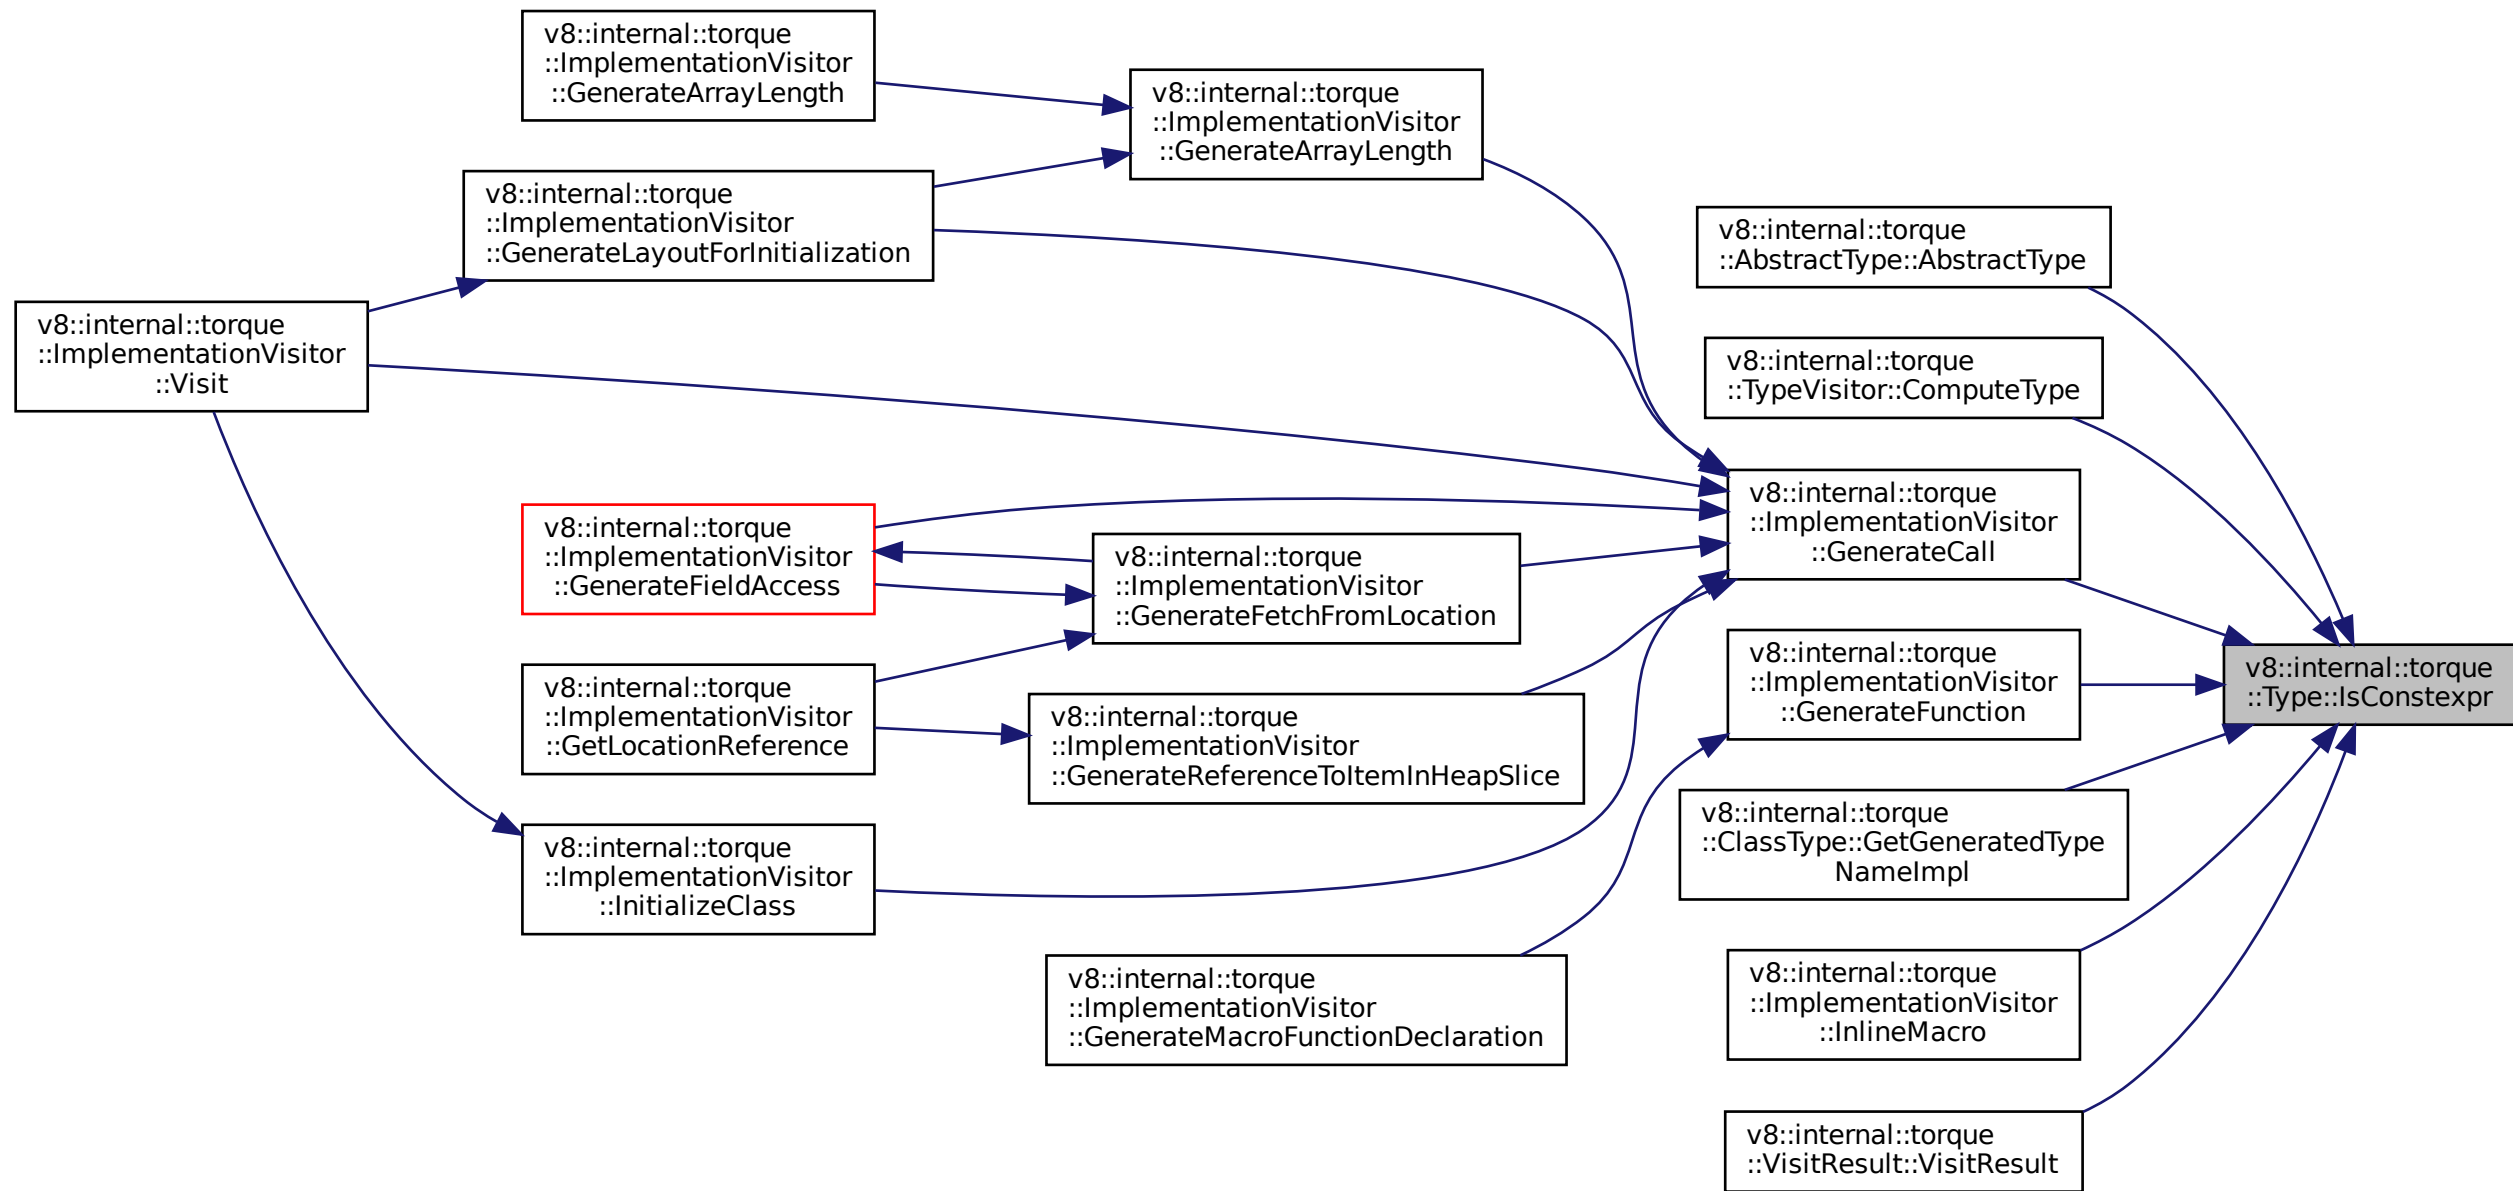 v8::internal::torque
::ImplementationVisitor
::GenerateArrayLength
v8::internal::torque
::ImplementationVisitor
::GenerateArrayLength
v8::internal::torque
::ImplementationVisitor
::GenerateLayoutForInitialization
v8::internal::torque
::AbstractType::AbstractType
v8::internal::torque
::ImplementationVisitor
::Visit
v8::internal::torque
::TypeVisitor::ComputeType
v8::internal::torque
::ImplementationVisitor
::GenerateCall
v8::internal::torque
::ImplementationVisitor
::GenerateFieldAccess
v8::internal::torque
::ImplementationVisitor
::GenerateFetchFromLocation
v8::internal::torque
::ImplementationVisitor
::GenerateFunction
v8::internal::torque
::Type::IsConstexpr
v8::internal::torque
::ImplementationVisitor
::GetLocationReference
v8::internal::torque
::ImplementationVisitor
::GenerateReferenceToItemInHeapSlice
v8::internal::torque
::ClassType::GetGeneratedType
NameImpl
v8::internal::torque
::ImplementationVisitor
::InitializeClass
v8::internal::torque
::ImplementationVisitor
::GenerateMacroFunctionDeclaration
v8::internal::torque
::ImplementationVisitor
::InlineMacro
v8::internal::torque
::VisitResult::VisitResult